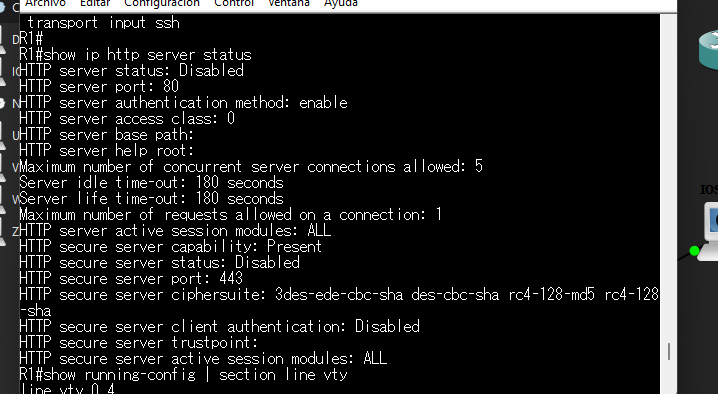 Archivo Editar Configuración Control Ventana Ayuda
transport input ssh
R1#
R1#show ip http server status
HTTP server status: Disabled
HTTP server port: 80
HTTP server authentication method: enable
HTTP server access class: 0
HTTP server base path:
HTTP server help root:
Maximum number of concurrent server connections allowed: 5
Server idle time-out: 180 seconds
Server life time-out: 180 seconds
Maximum number of requests allowed on a connection: 1
HTTP server active session modules: ALL
HTTP secure server capability: Present
HTTP secure server status: Disabled
HTTP secure server port: 443
HTTP secure server ciphersuite: 3des-ede-cbc-sha des-cbc-sha rc4-128-md5 rc4-128
-sha
HTTP secure server client authentication: Disabled
HTTP secure server trustpoint:
HTTP secure server active session modules: ALL
R1#show running-config | section line vty
line vty 0 4
IOS